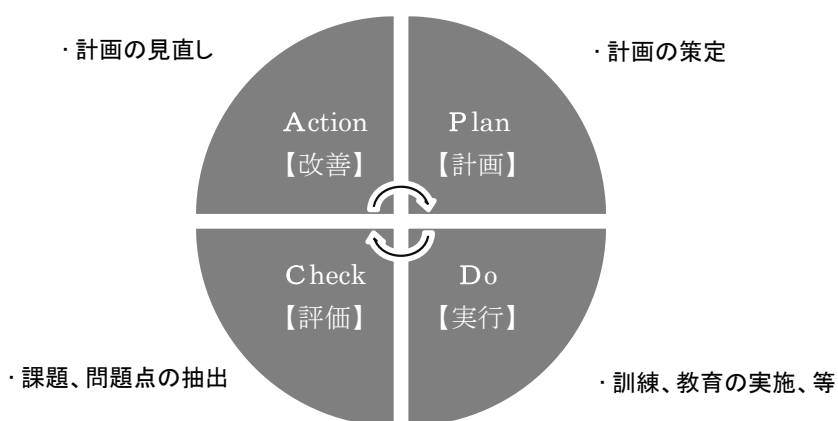 ・計画の見直し
・計画の策定
Action
【改善】
Plan
【計画】
Check
【評価】
Do
【実行】
・課題、問題点の抽出
・訓練、教育の実施、等